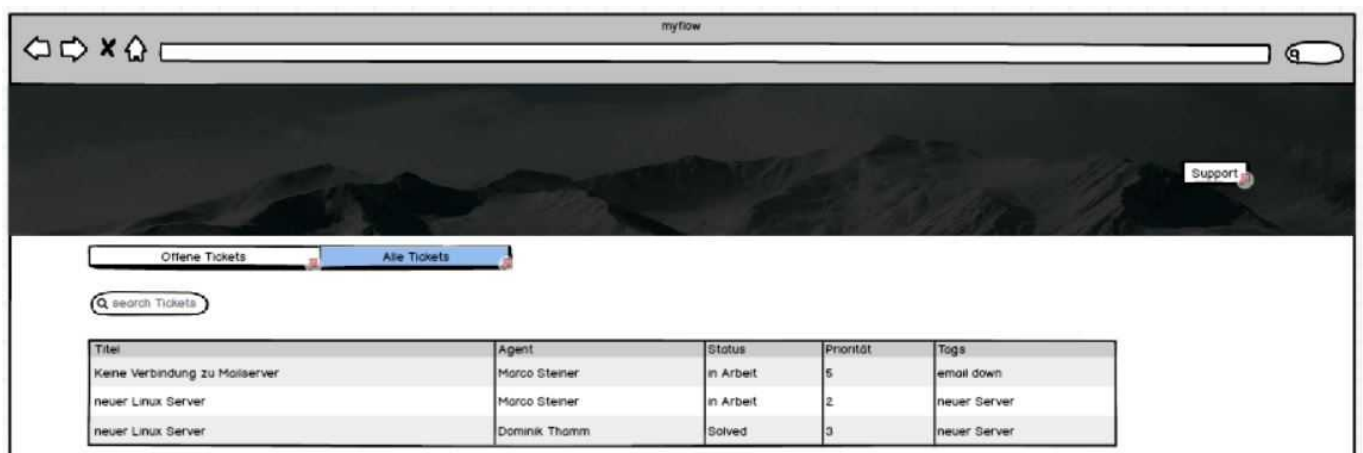 myflow
Support
Offene Tickets Alle Tickets
search Tickets
Titel Agent Status Priorität Tags
Keine Verbindung zu Mailserver Marco Steiner in Arbeit 5 email down
neuer Linux Server Marco Steiner in Arbeit 2 neuer Server
neuer Linux Server Dominik Thamm Solved 3 neuer Server